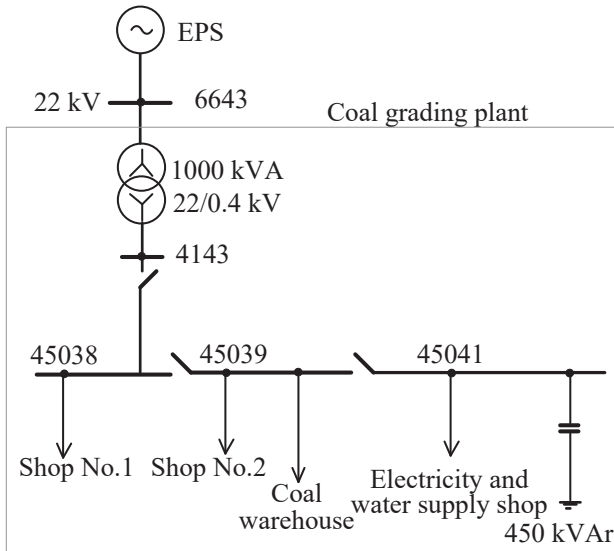 EPS
22 kV
6643
Coal grading plant
1000 kVA
22/0.4 kV
4143
45038
45039
45041
Shop No.1
Shop No.2
Coal
warehouse
Electricity and
water supply shop
450 kVAr